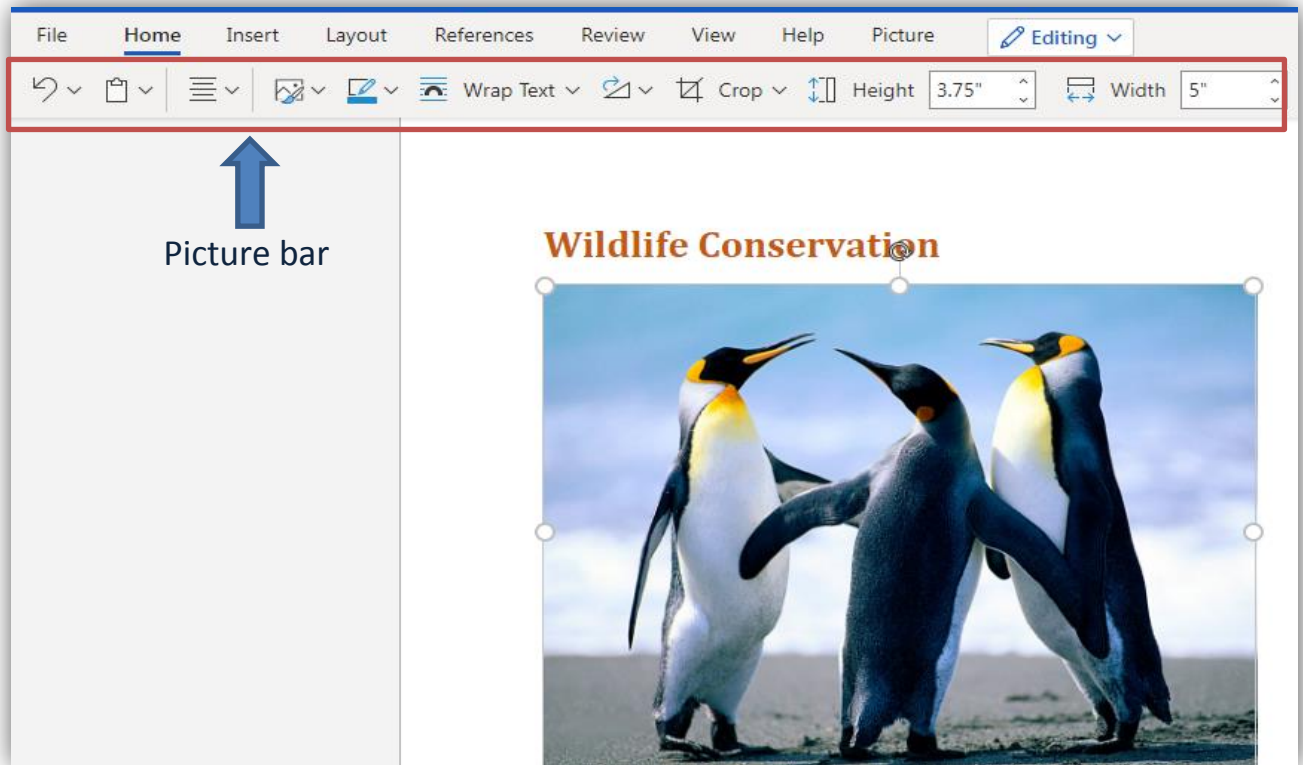 File Home Insert Layout References Review View Help Picture Editing
Wrap Text Crop Height 3.75" Width 5"
Picture bar
Wildlife Conservation